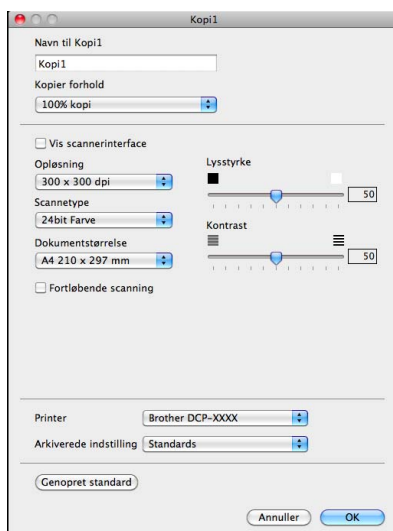 Kopi1
Navn til Kopi1
Kopi1
Kopier forhold
100% kopi
Vis scannerinterface
Opløsning
300 x 300 dpi
Scannetype
24bit Farve
Dokumentstørrelse
A4 210 x 297 mm
Fortløbende scanning
Lysstyrke
50
Kontrast
50
Printer
Brother DCP-XXXX
Arkiverede indstilling
Standards
Genopret standard
Annuller
OK